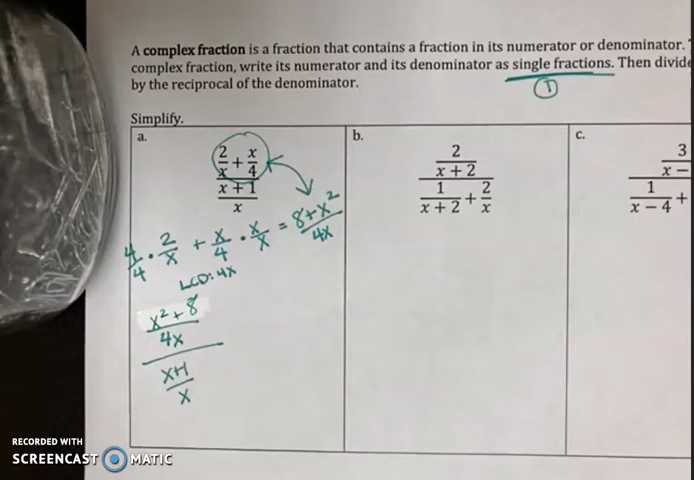 A complex fraction is a fraction that contains a fraction in its numerator or denominator.
complex fraction, write its numerator and its denominator as single fractions. Then divide
by the reciprocal of the denominator.
①
Simplify.
a.
2/x + x/4
x + 1
x
4/4 · 2/x + x/4 · x/x = 8+x²/4x
LCD: 4x
x² + 8
4x
x+1
x
b.
2
x + 2
1/x + 2 + 2/x
c.
3
x −
1/x − 4 +
RECORDED WITH
SCREENCAST MATIC